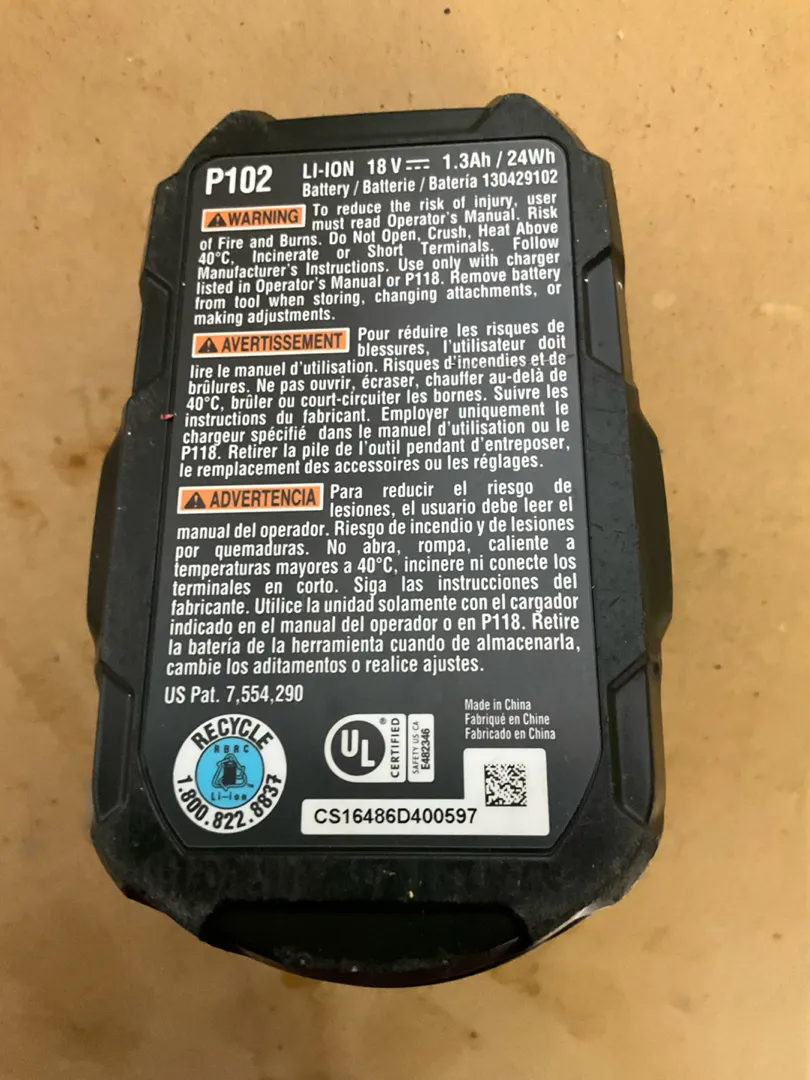 P102
LI-ION 18 V 1.3Ah / 24Wh
Battery / Batterie / Batería 130429102
WARNING To reduce the risk of injury, user
must read Operator's Manual. Risk
of Fire and Burns. Do Not Open, Crush, Heat Above
40°C, Incinerate or Short Terminals. Follow
Manufacturer's Instructions. Use only with charger
listed in Operator's Manual or P118. Remove battery
from tool when storing, changing attachments, or
making adjustments.
AVERTISSEMENT Pour réduire les risques de
blessures, l'utilisateur doit
lire le manuel d'utilisation. Risques d'incendies et de
brûlures. Ne pas ouvrir, écraser, chauffer au-delà de
40°C, brûler ou court-circuiter les bornes. Suivre les
instructions du fabricant. Employer uniquement le
chargeur spécifié dans le manuel d'utilisation ou le
P118. Retirer la pile de l'outil pendant d'entreposer,
le remplacement des accessoires ou les réglages.
ADVERTENCIA Para reducir el riesgo de
lesiones, el usuario debe leer el
manual del operador. Riesgo de incendio y de lesiones
por quemaduras. No abra, rompa, caliente a
temperaturas mayores a 40°C, incinere ni conecte los
terminales en corto. Siga las instrucciones del
fabricante. Utilice la unidad solamente con el cargador
indicado en el manual del operador o en P118. Retire
la batería de la herramienta cuando de almacenarla,
cambie los aditamentos o realice ajustes.
US Pat. 7,554,290
Made in China
Fabriqué en Chine
Fabricado en China
RECYCLE
RBRC
Li-ion
1.800.822.8837
UL ®
CERTIFIED
SAFETY US-CA
E482346
CS16486D400597